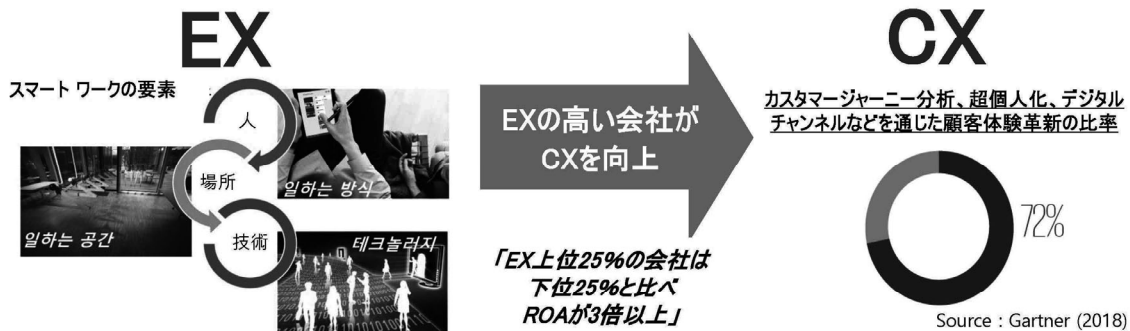 EX
スマート ワークの要素
人
일하는 방식
場所
일하는 공간
技術
테크놀러지
EXの高い会社が
CXを向上
「EX上位25%の会社は
下位25%と比べ
ROAが3倍以上」
CX
カスタマージャーニー分析、超個人化、デジタル
チャンネルなどを通じた顧客体験革新の比率
72%
Source : Gartner (2018)